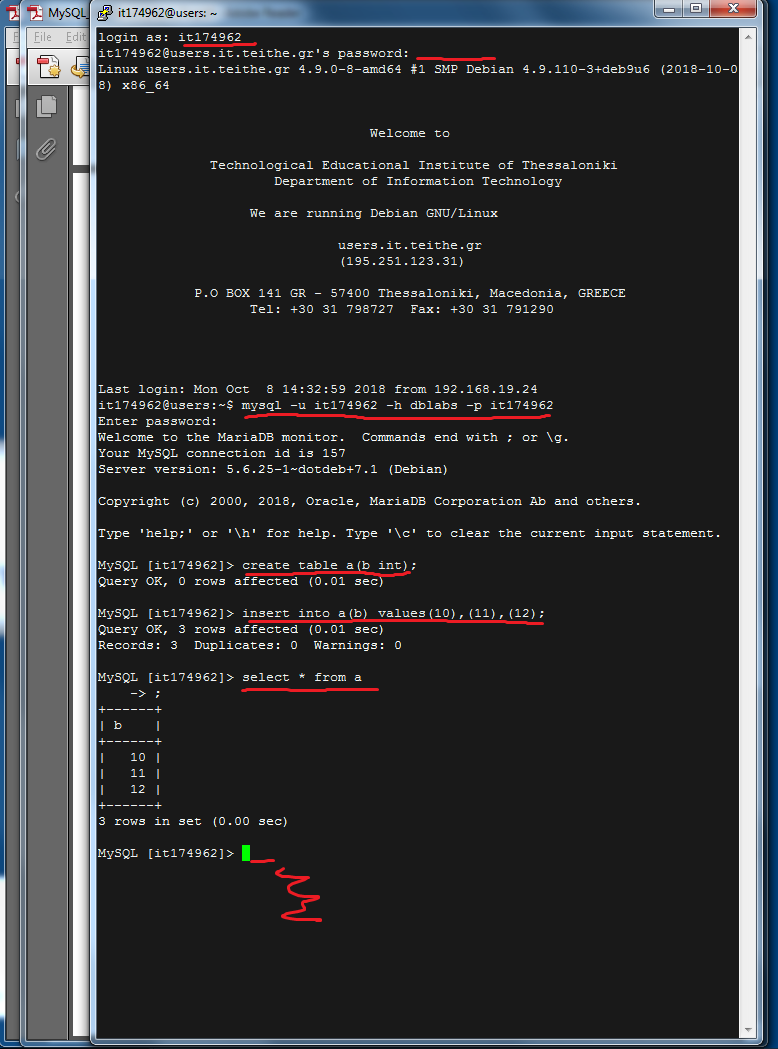 MySQL_
it174962@users: ~
File Edit
login as: it174962
it174962@users.it.teithe.gr's password:
Linux users.it.teithe.gr 4.9.0-8-amd64 #1 SMP Debian 4.9.110-3+deb9u6 (2018-10-0
8) x86_64
Welcome to
Technological Educational Institute of Thessaloniki
Department of Information Technology
We are running Debian GNU/Linux
users.it.teithe.gr
(195.251.123.31)
P.O BOX 141 GR - 57400 Thessaloniki, Macedonia, GREECE
Tel: +30 31 798727  Fax: +30 31 791290
Last login: Mon Oct  8 14:32:59 2018 from 192.168.19.24
it174962@users:~$ mysql -u it174962 -h dblabs -p it174962
Enter password:
Welcome to the MariaDB monitor.  Commands end with ; or \g.
Your MySQL connection id is 157
Server version: 5.6.25-1~dotdeb+7.1 (Debian)
Copyright (c) 2000, 2018, Oracle, MariaDB Corporation Ab and others.
Type 'help;' or '\h' for help. Type '\c' to clear the current input statement.
MySQL [it174962]> create table a(b int);
Query OK, 0 rows affected (0.01 sec)
MySQL [it174962]> insert into a(b) values(10),(11),(12);
Query OK, 3 rows affected (0.01 sec)
Records: 3  Duplicates: 0  Warnings: 0
MySQL [it174962]> select * from a
    -> ;
+------+
| b    |
+------+
|   10 |
|   11 |
|   12 |
+------+
3 rows in set (0.00 sec)
MySQL [it174962]>